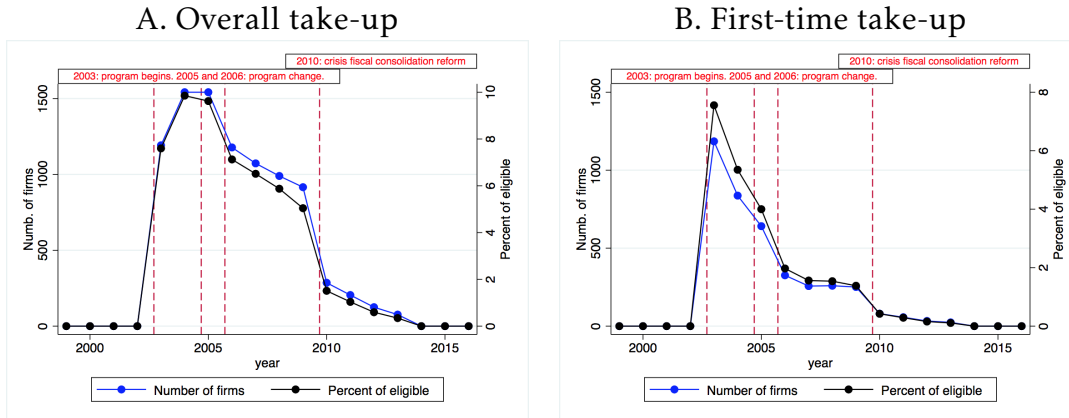 A. Overall take-up
2010: crisis fiscal consolidation reform
2003: program begins. 2005 and 2006: program change.
Numb. of firms
1500
1000
500
0
10
8
6
4
2
0
Percent of eligible
2000
2005
2010
2015
year
Number of firms
Percent of eligible
B. First-time take-up
2010: crisis fiscal consolidation reform
2003: program begins. 2005 and 2006: program change.
Numb. of firms
1500
1000
500
0
8
6
4
2
0
Percent of eligible
2000
2005
2010
2015
year
Number of firms
Percent of eligible